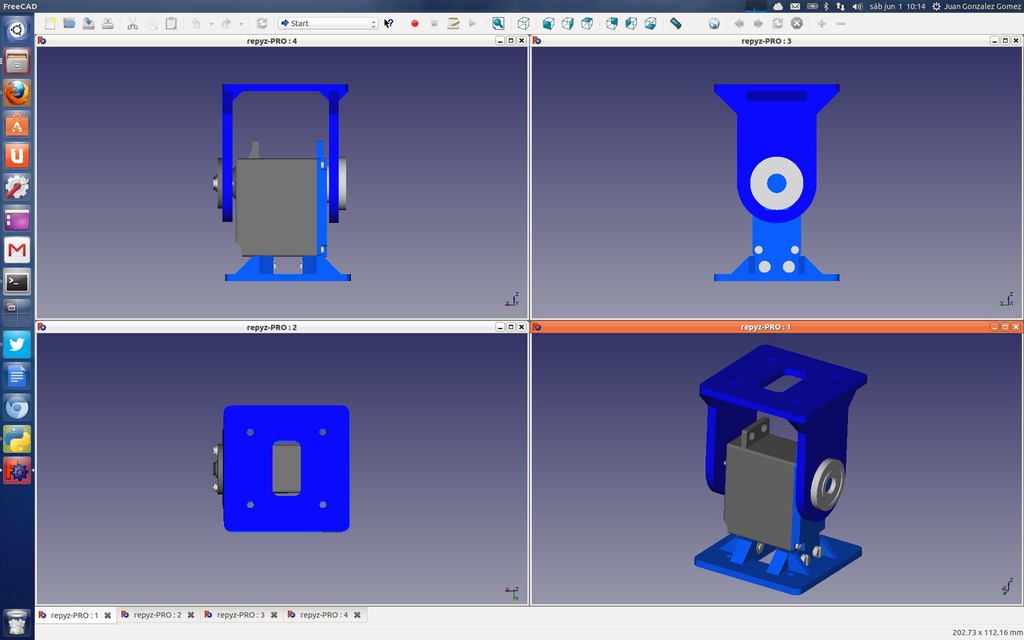 FreeCAD
sáb jun 1 10:14 Juan Gonzalez Gomez
Start
repyz-PRO : 4
repyz-PRO : 3
repyz-PRO : 2
repyz-PRO : 1
repyz-PRO : 1
repyz-PRO : 2
repyz-PRO : 3
repyz-PRO : 4
202.73 x 112.16 mm